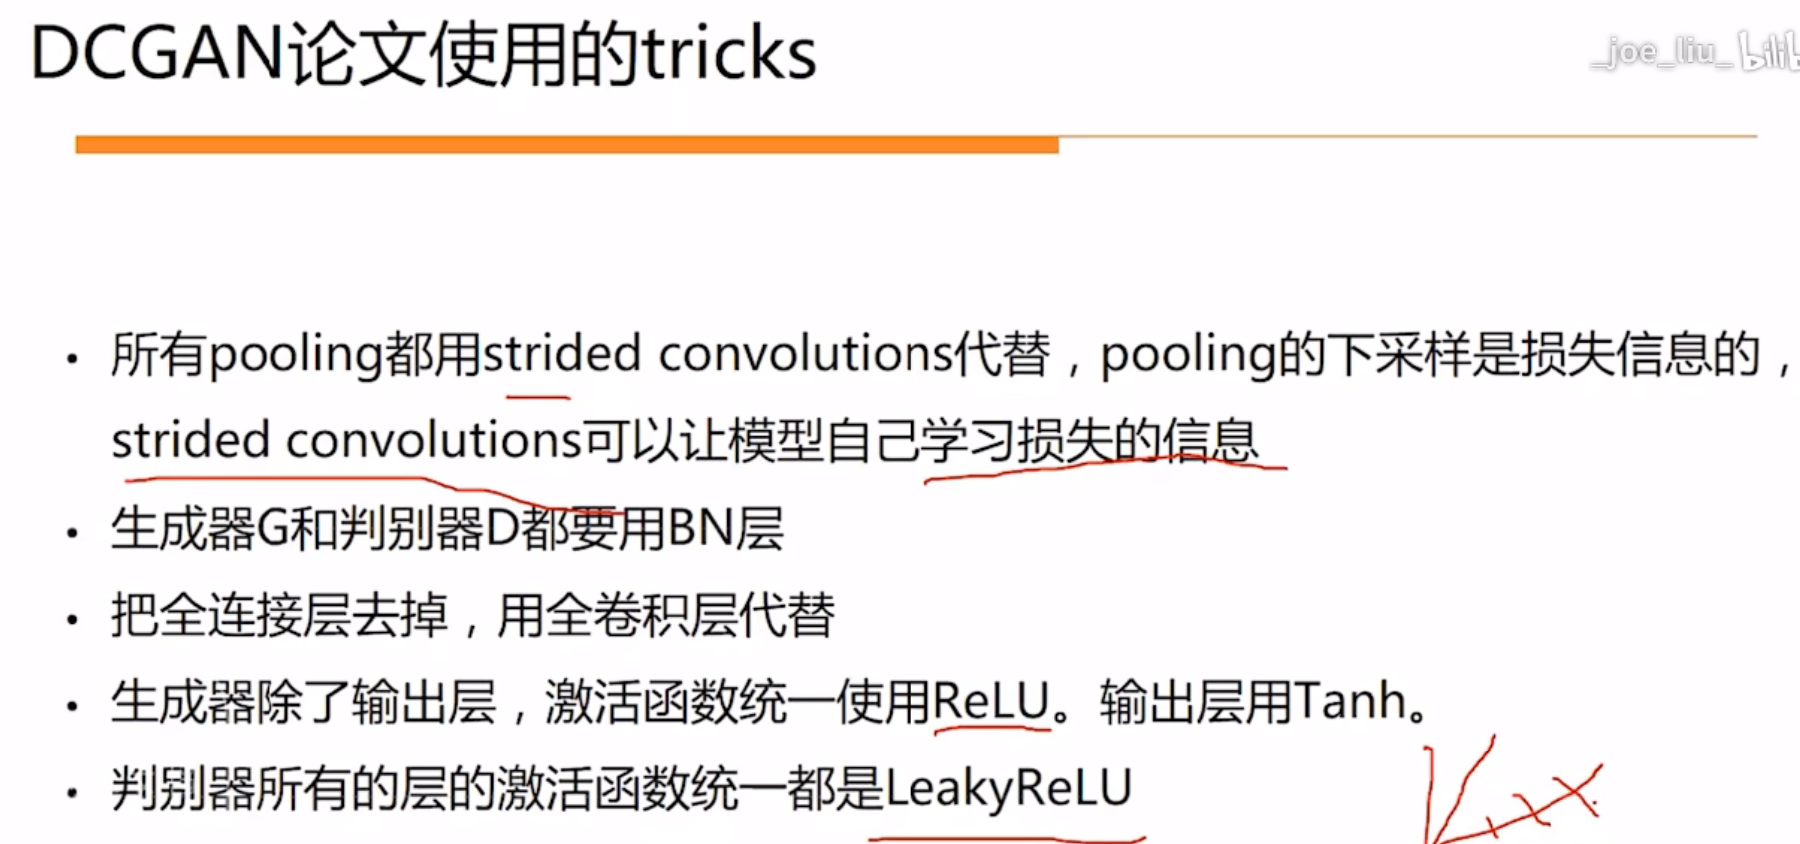 DCGAN论文使用的tricks
_joe_liu_
• 所有pooling都用strided convolutions代替，pooling的下采样是损失信息的，
strided convolutions可以让模型自己学习损失的信息
• 生成器G和判别器D都要用BN层
• 把全连接层去掉，用全卷积层代替
• 生成器除了输出层，激活函数统一使用ReLU。输出层用Tanh。
• 判别器所有的层的激活函数统一都是LeakyReLU